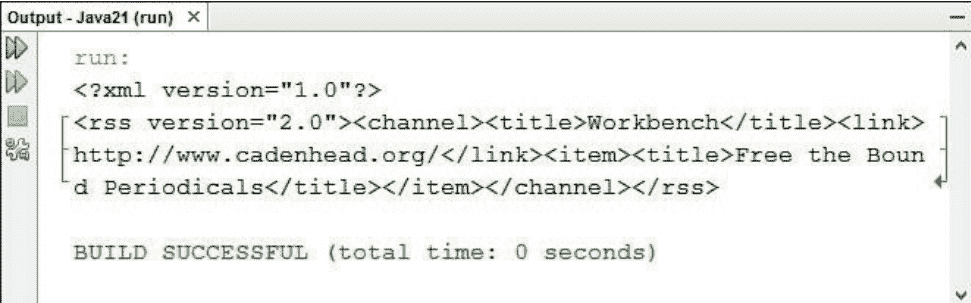 Output - Java21 (run) ×
run:
<?xml version="1.0"?>
<rss version="2.0"><channel><title>Workbench</title><link>
http://www.cadenhead.org/</link><item><title>Free the Boun
d Periodicals</title></item></channel></rss>
BUILD SUCCESSFUL (total time: 0 seconds)